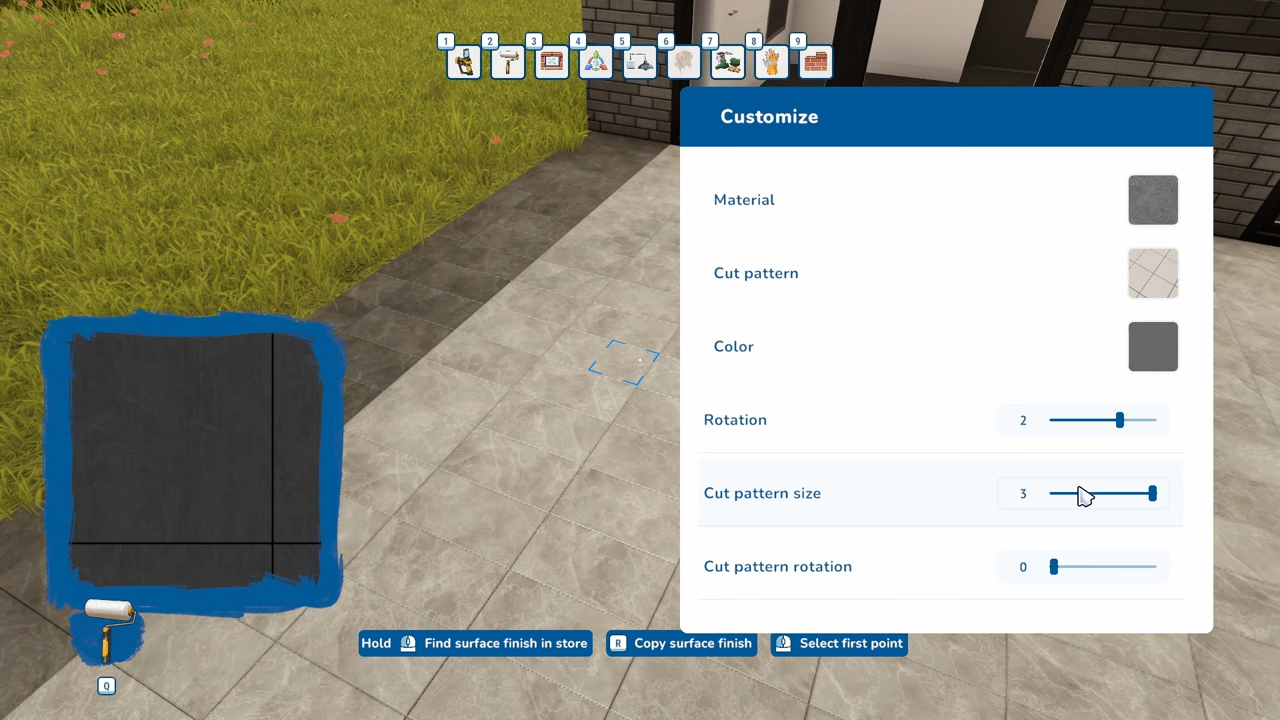 1 2 3 4 5 6 7 8 9
Customize
Material
Cut pattern
Color
Rotation 2
Cut pattern size 3
Cut pattern rotation 0
Hold Find surface finish in store R Copy surface finish Select first point
Q